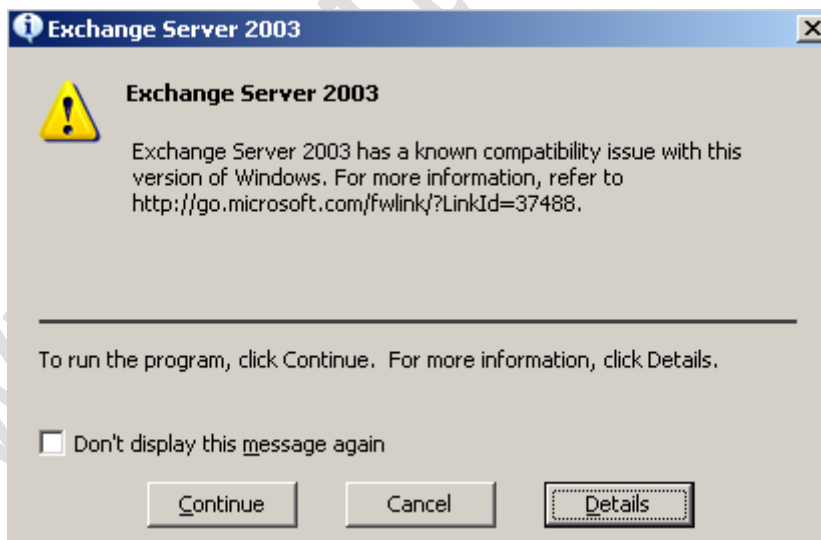 Exchange Server 2003
Exchange Server 2003
Exchange Server 2003 has a known compatibility issue with this
version of Windows. For more information, refer to
http://go.microsoft.com/fwlink/?LinkId=37488.
To run the program, click Continue.  For more information, click Details.
Don't display this message again
Continue
Cancel
Details